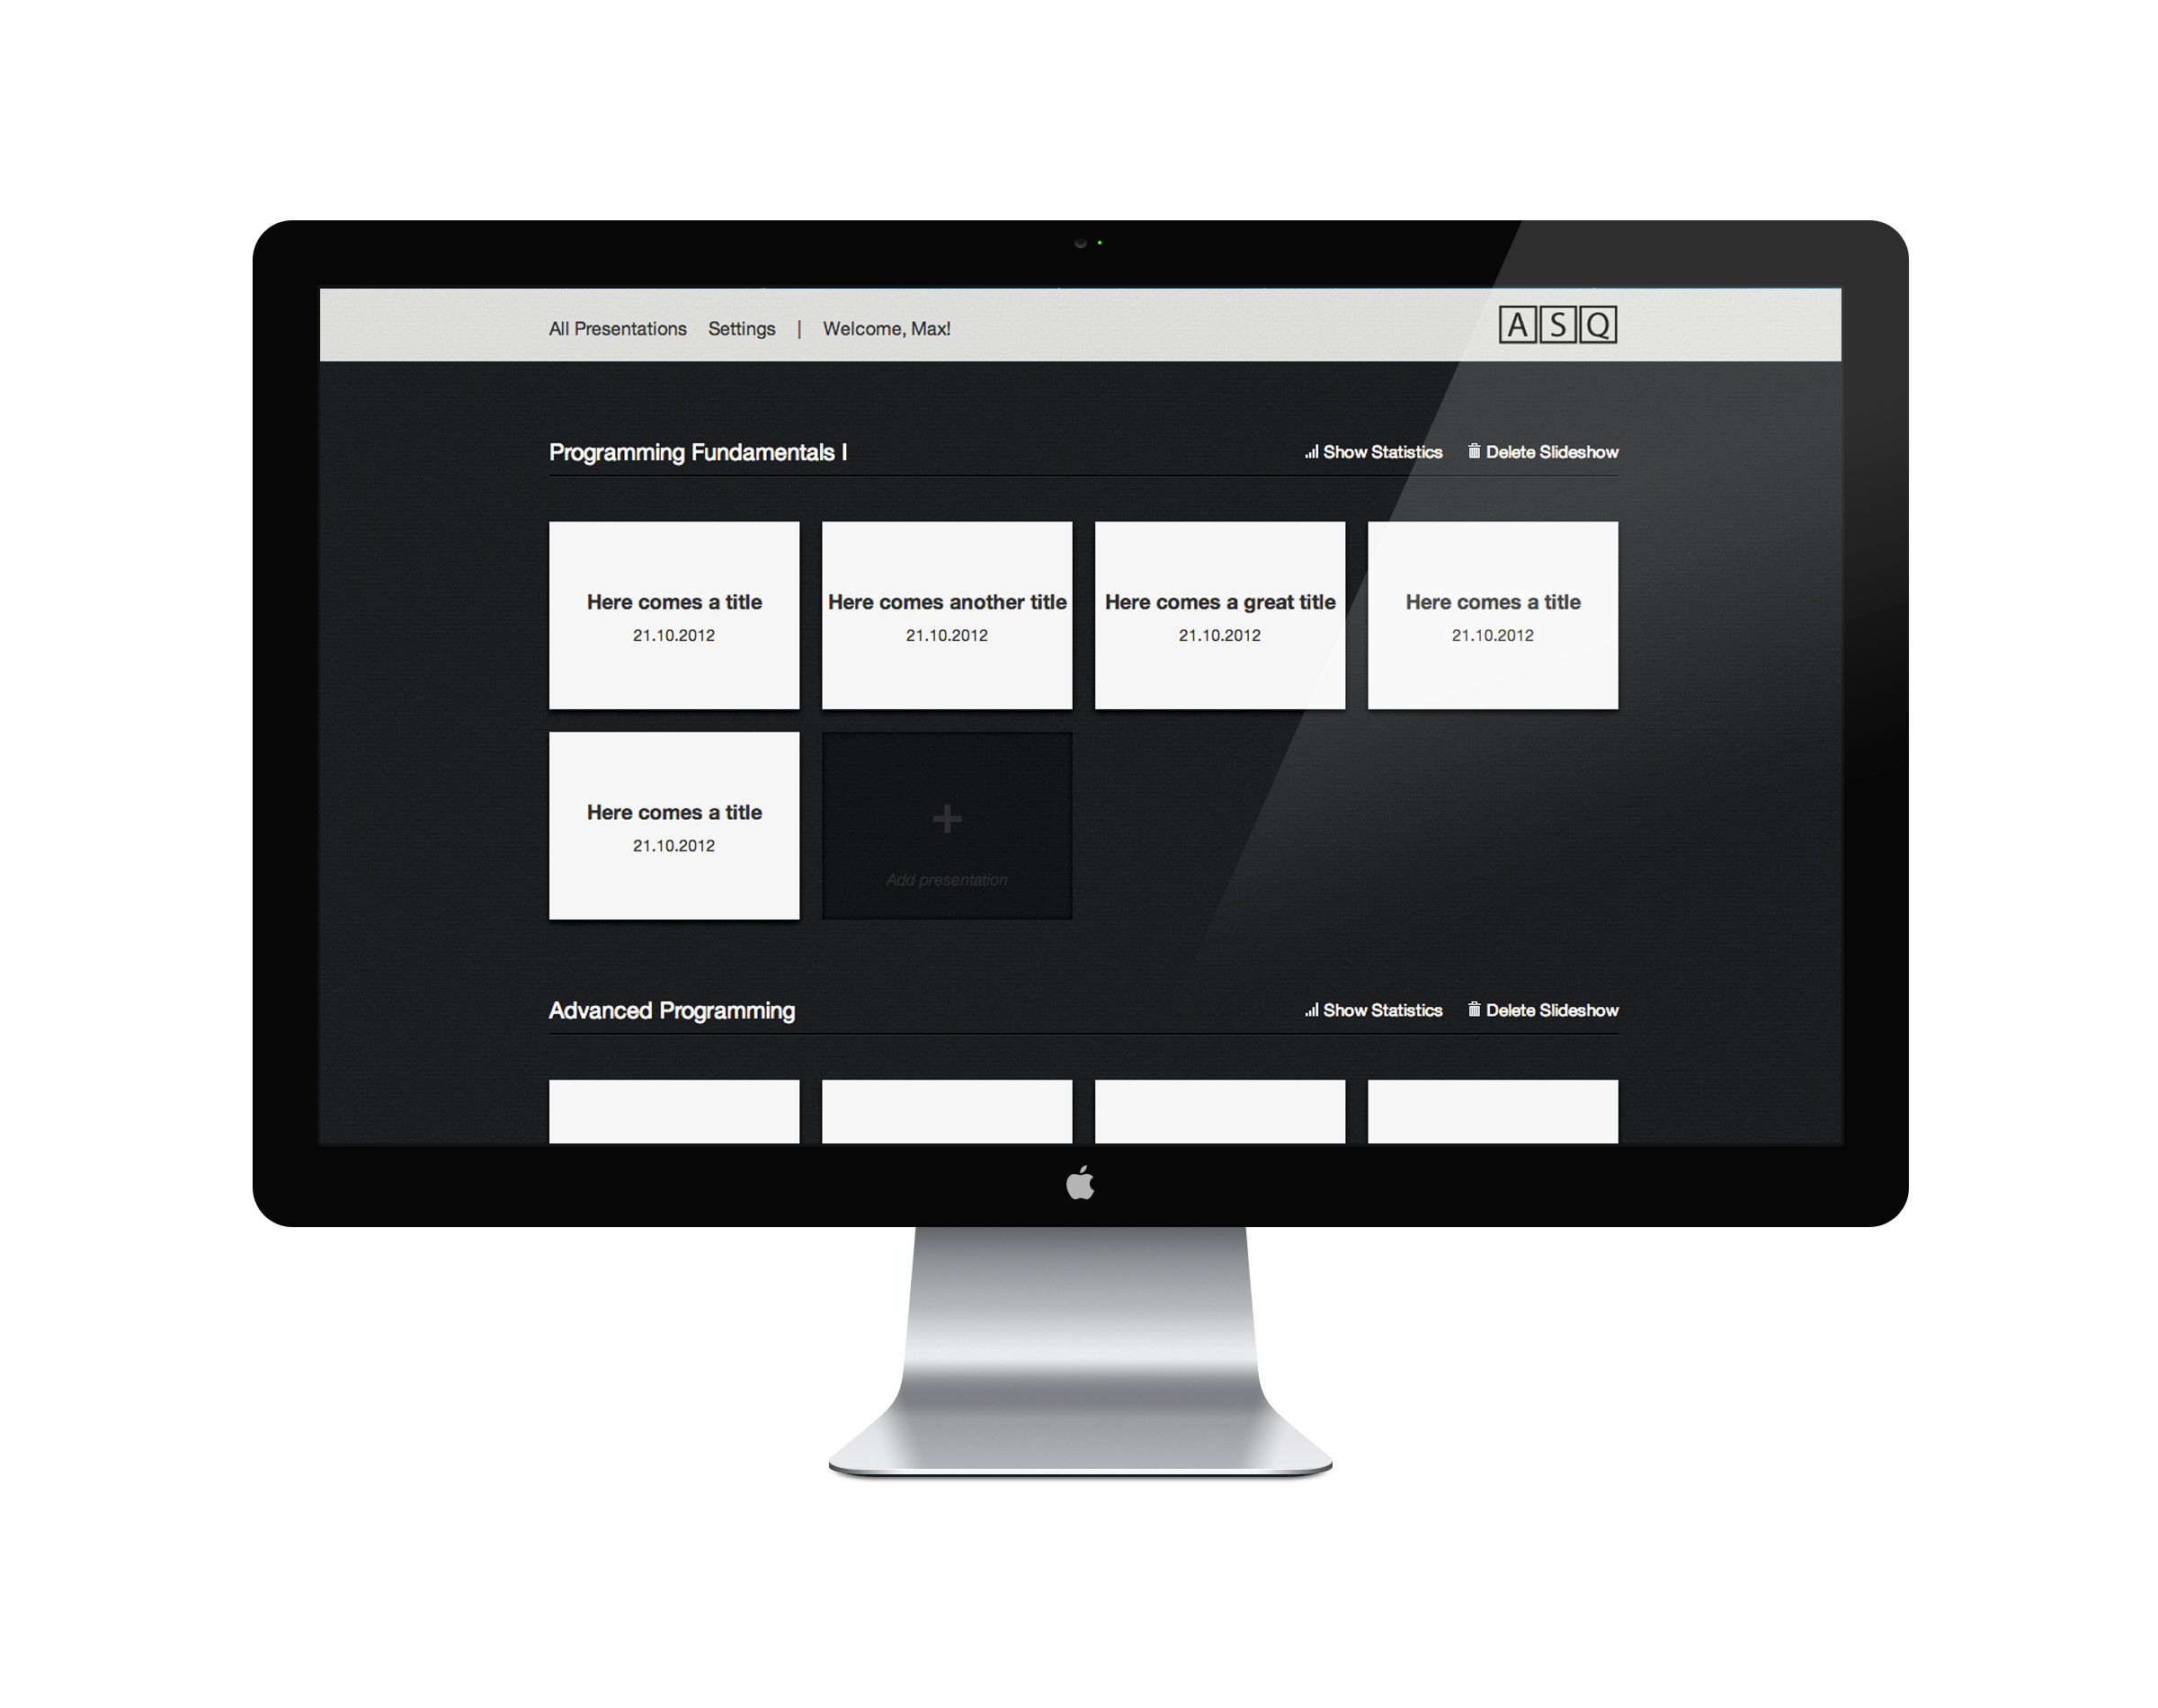 All Presentations Settings | Welcome, Max! ASQ
Programming Fundamentals I Show Statistics Delete Slideshow
Here comes a title Here comes another title Here comes a great title Here comes a title
21.10.2012 21.10.2012 21.10.2012 21.10.2012
Here comes a title
21.10.2012
+
Add presentation
Advanced Programming Show Statistics Delete Slideshow